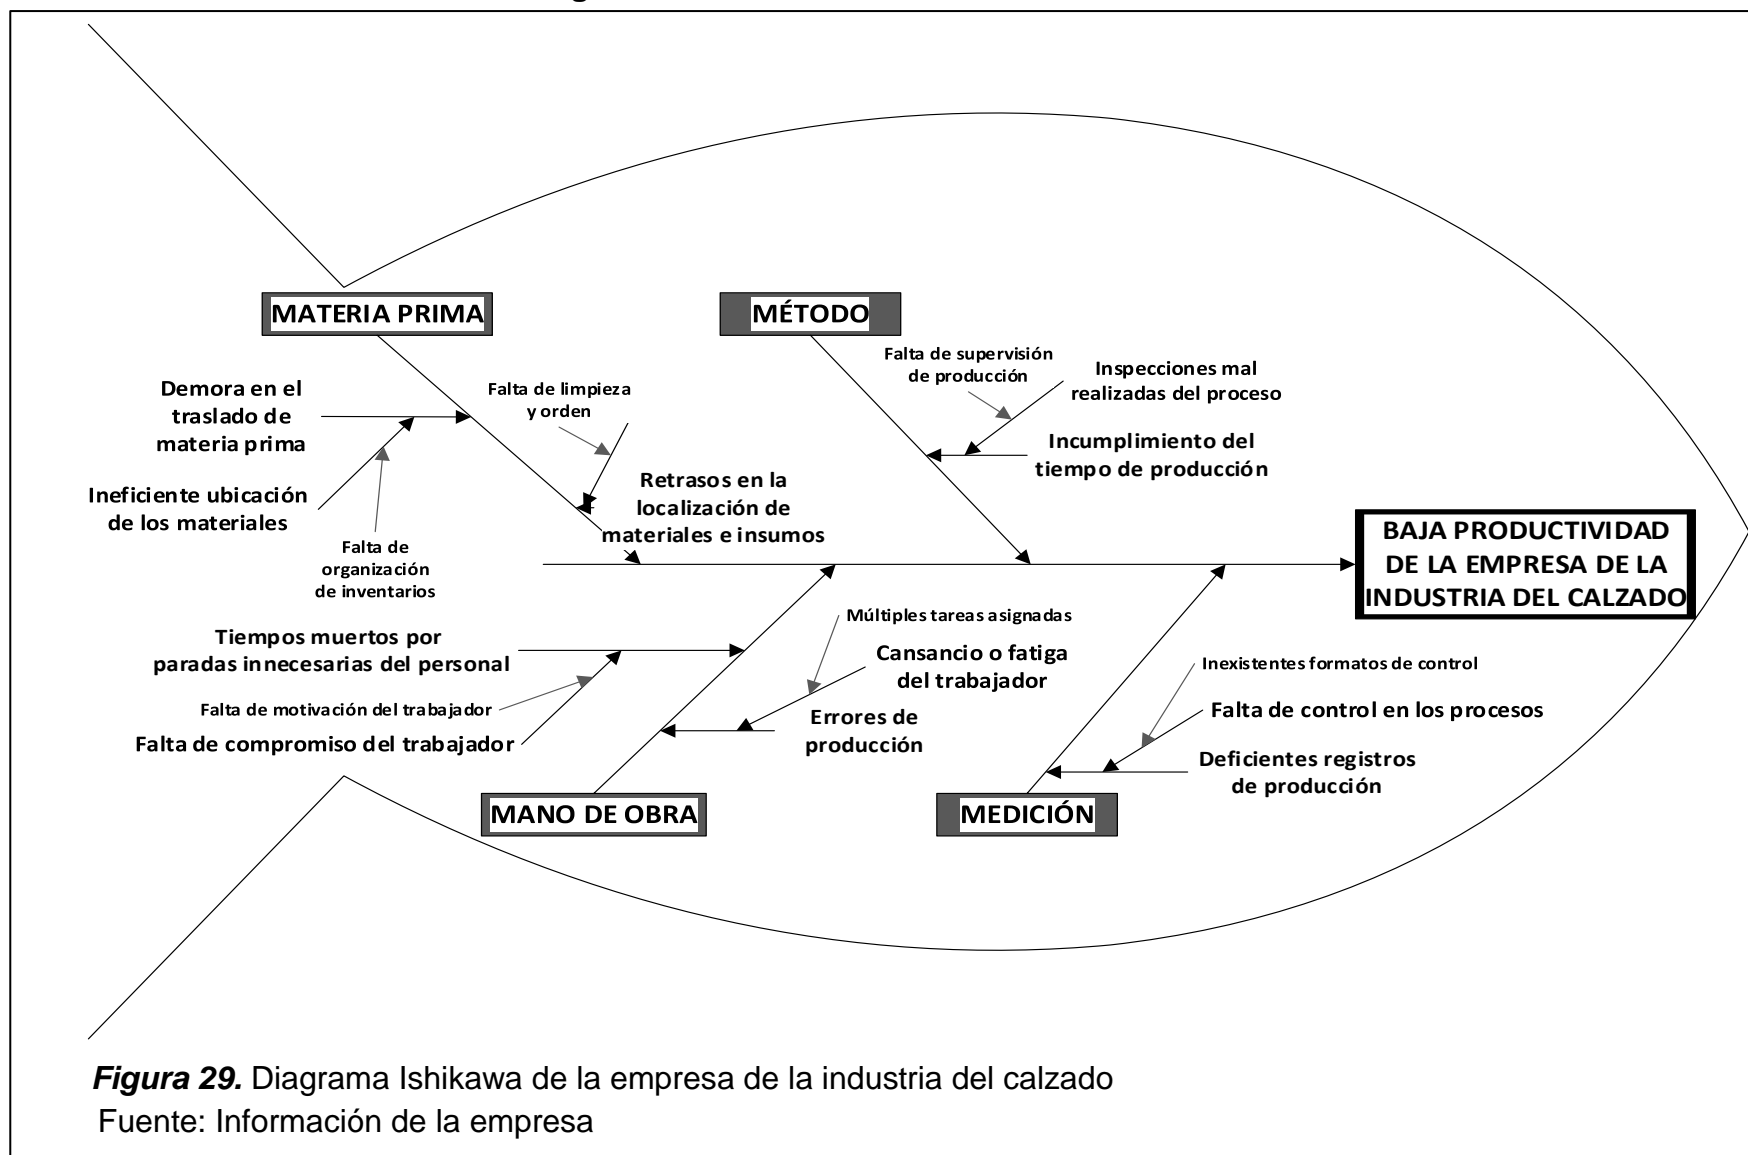 MATERIA PRIMA
MÉTODO
Demora en el
traslado de
materia prima
Falta de limpieza
y orden
Falta de supervisión
de producción
Inspecciones mal
realizadas del proceso
Incumplimiento del
tiempo de producción
Ineficiente ubicación
de los materiales
Retrasos en la
localización de
materiales e insumos
Falta de
organización
de inventarios
BAJA PRODUCTIVIDAD
DE LA EMPRESA DE LA
INDUSTRIA DEL CALZADO
Tiempos muertos por
paradas innecesarias del personal
Múltiples tareas asignadas
Cansancio o fatiga
del trabajador
Inexistentes formatos de control
Falta de motivación del trabajador
Falta de compromiso del trabajador
Errores de
producción
Falta de control en los procesos
Deficientes registros
de producción
MANO DE OBRA
MEDICIÓN
Figura 29. Diagrama Ishikawa de la empresa de la industria del calzado
Fuente: Información de la empresa